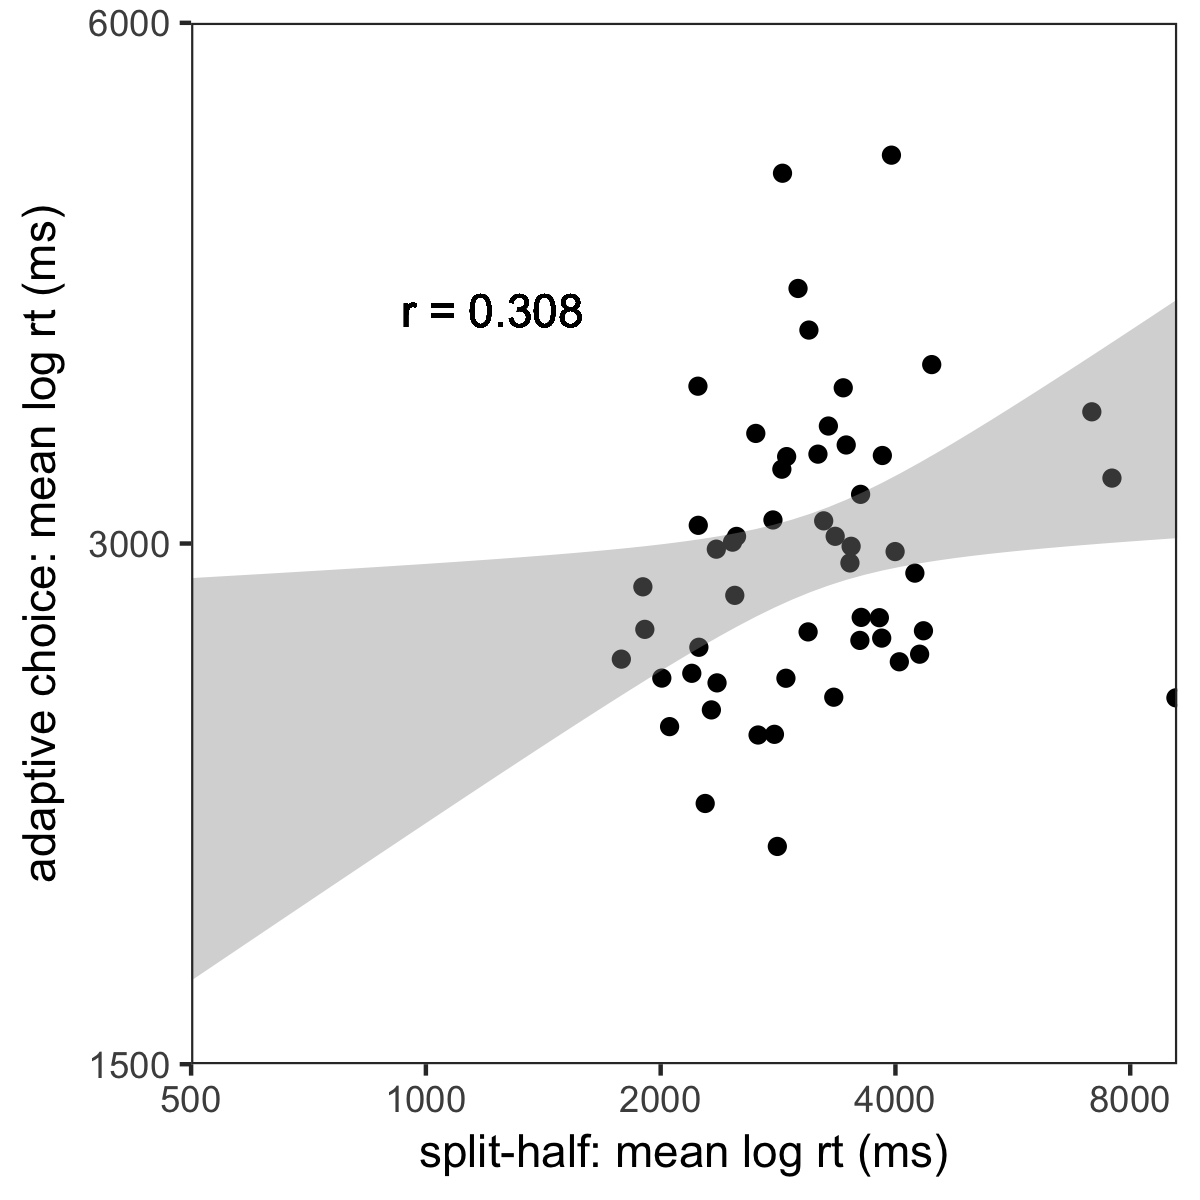 6000
r = 0.308
adaptive choice: mean log rt (ms)
3000
1500
500 1000 2000 4000 8000
split-half: mean log rt (ms)